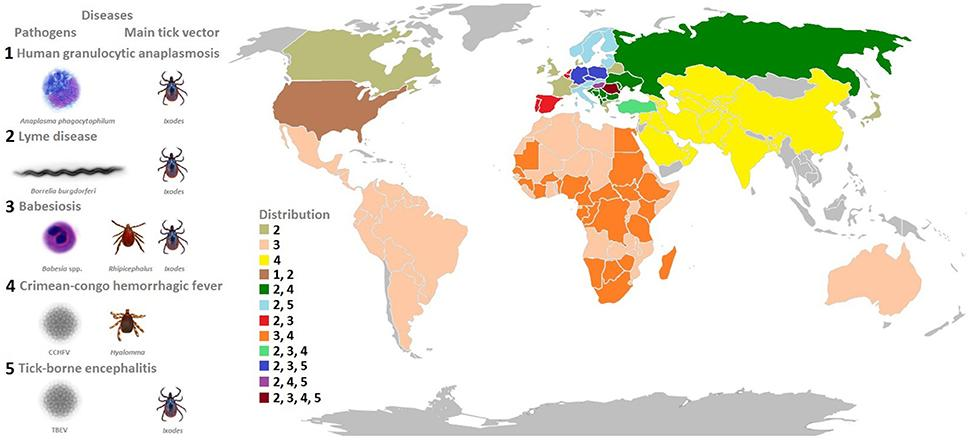 Diseases
Pathogens Main tick vector
1 Human granulocytic anaplasmosis
Anaplasma phagocytophilum Ixodes
2 Lyme disease
Borrelia burgdorferi Ixodes
3 Babesiosis
Babesia spp. Rhipicephalus Ixodes
4 Crimean-congo hemorrhagic fever
CCHFV Hyalomma
5 Tick-borne encephalitis
TBEV Ixodes
Distribution
2
3
4
1, 2
2, 4
2, 5
2, 3
3, 4
2, 3, 4
2, 3, 5
2, 4, 5
2, 3, 4, 5